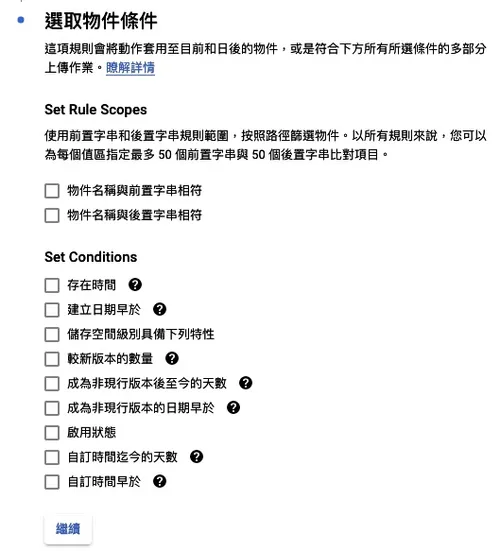 選取物件條件
這項規則會將動作套用至目前和日後的物件，或是符合下方所有所選條件的多部分
上傳作業。瞭解詳情
Set Rule Scopes
使用前置字串和後置字串規則範圍，按照路徑篩選物件。以所有規則來說，您可以
為每個值區指定最多 50 個前置字串與 50 個後置字串比對項目。
物件名稱與前置字串相符
物件名稱與後置字串相符
Set Conditions
存在時間 ?
建立日期早於 ?
儲存空間級別具備下列特性
較新版本的數量 ?
成為非現行版本後至今的天數 ?
成為非現行版本的日期早於 ?
啟用狀態
自訂時間迄今的天數 ?
自訂時間早於 ?
繼續